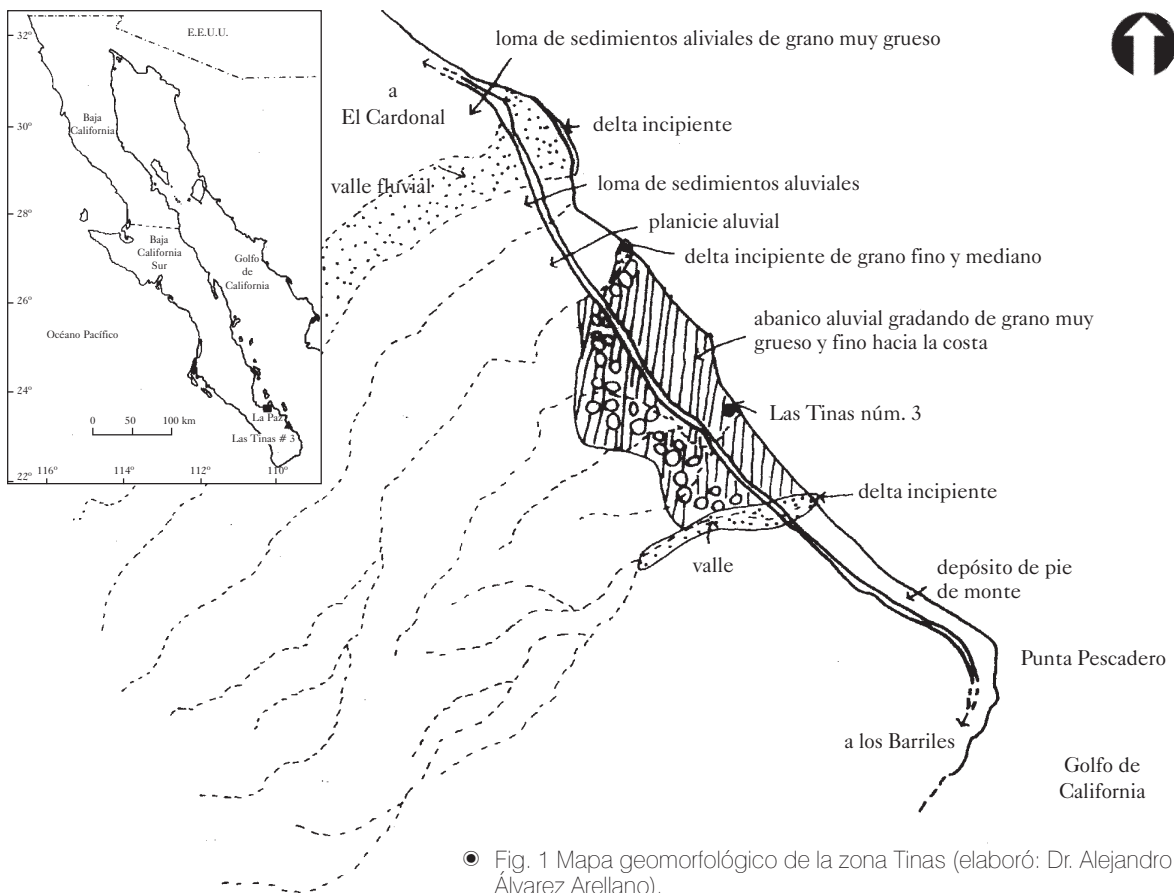 E.E.U.U.
32º
30º
28º
26º
24º
22º
116º
114º
112º
110º
Baja
California
Baja
California
Sur
Golfo
de
California
Océano Pacífico
0 50 100 km
La Paz
Las Tinas # 3
loma de sedimentos aliviales de grano muy grueso
a
El Cardonal
delta incipiente
valle fluvial
loma de sedimentos aluviales
planicie aluvial
delta incipiente de grano fino y mediano
abanico aluvial gradando de grano muy
grueso y fino hacia la costa
Las Tinas núm. 3
delta incipiente
valle
depósito de pie
de monte
Punta Pescadero
a los Barriles
Golfo de
California
Fig. 1 Mapa geomorfológico de la zona Tinas (elaboró: Dr. Alejandro
Álvarez Arellano).